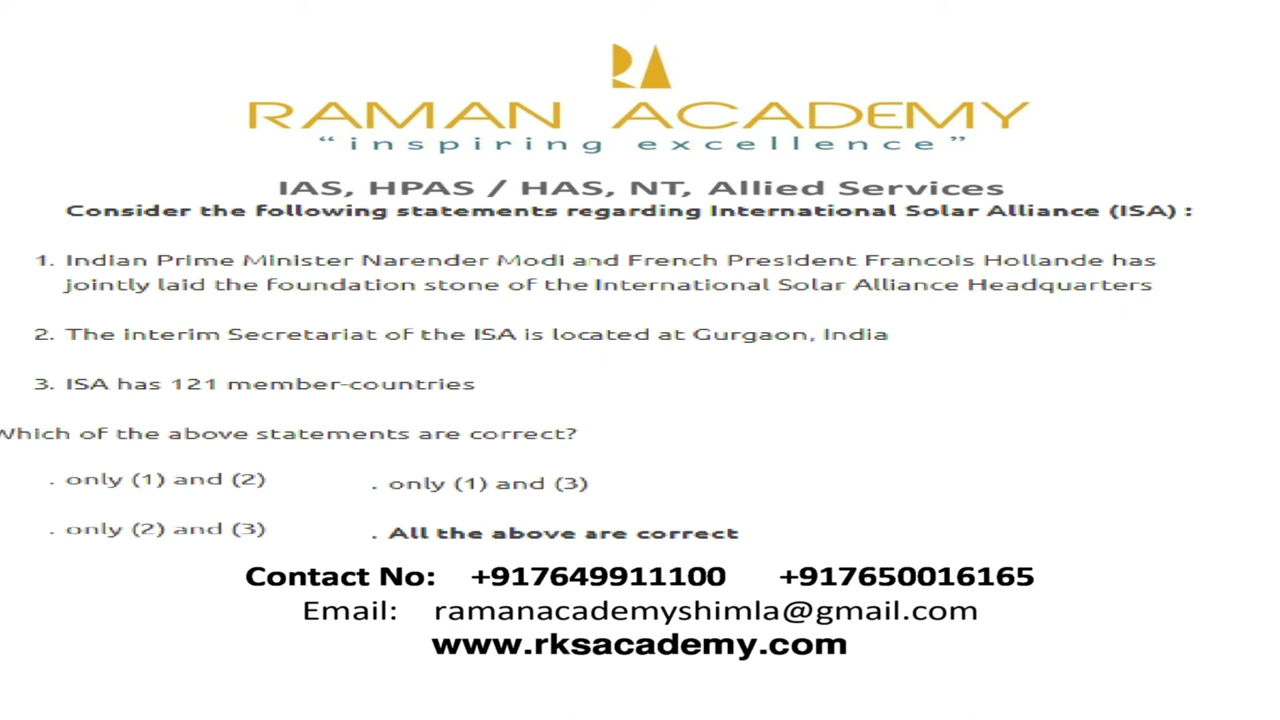 RA
RAMAN ACADEMY
“inspiring excellence”
IAS, HPAS / HAS, NT, Allied Services
Consider the following statements regarding International Solar Alliance (ISA) :
1. Indian Prime Minister Narender Modi and French President Francois Hollande has
jointly laid the foundation stone of the International Solar Alliance Headquarters
2. The interim Secretariat of the ISA is located at Gurgaon, India
3. ISA has 121 member-countries
Which of the above statements are correct?
. only (1) and (2) . only (1) and (3)
. only (2) and (3) . All the above are correct
Contact No: +917649911100 +917650016165
Email: ramanacademyshimla@gmail.com
www.rksacademy.com